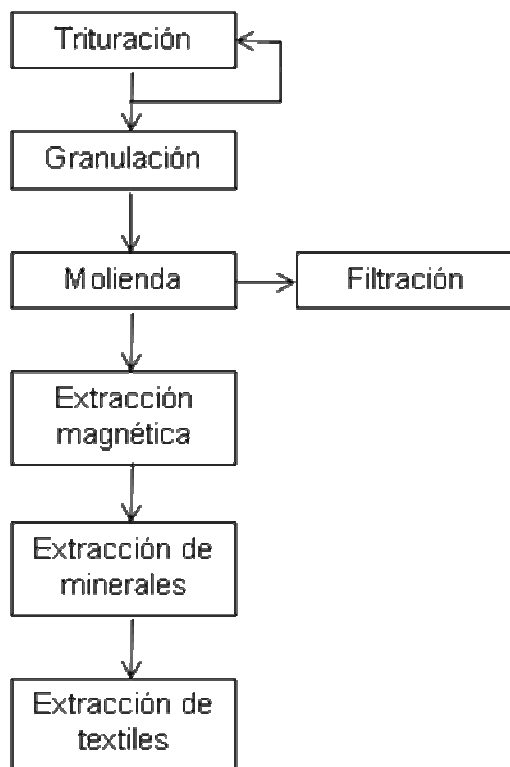 Trituración
Granulación
Molienda
Filtración
Extracción
magnética
Extracción de
minerales
Extracción de
textiles